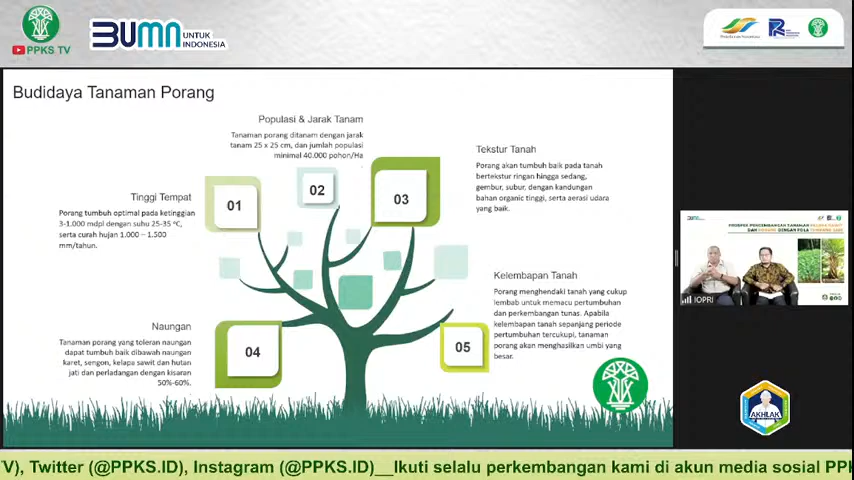 PPKS TV
BUMN
UNTUK
INDONESIA
Budidaya Tanaman Porang
Populasi & Jarak Tanam
Tanaman porang ditanam dengan jarak
tanam 25 x 25 cm, dan jumlah populasi
minimal 40.000 pohon/Ha
02
Tekstur Tanah
Porang akan tumbuh baik pada tanah
bertekstur ringan hingga sedang,
gembur, subur, dengan kandungan
bahan organic tinggi, serta aerasi udara
yang baik.
03
Tinggi Tempat
Porang tumbuh optimal pada ketinggian
3-1.000 mdpl dengan suhu 25-35 °C,
serta curah hujan 1.000 – 1.500
mm/tahun.
01
Kelembapan Tanah
Porang menghendaki tanah yang cukup
lembab untuk memacu pertumbuhan
dan perkembangan tunas. Apabila
kelembapan tanah sepanjang periode
pertumbuhan tercukupi, tanaman
porang akan menghasilkan umbi yang
besar.
05
Naungan
Tanaman porang yang toleran naungan
dapat tumbuh baik dibawah naungan
karet, sengon, kelapa sawit dan hutan
jati dan perladangan dengan kisaran
50%-60%.
04
IOPRI
AKHLAK
V), Twitter (@PPKS.ID), Instagram (@PPKS.ID)__Ikuti selalu perkembangan kami di akun media sosial PPK